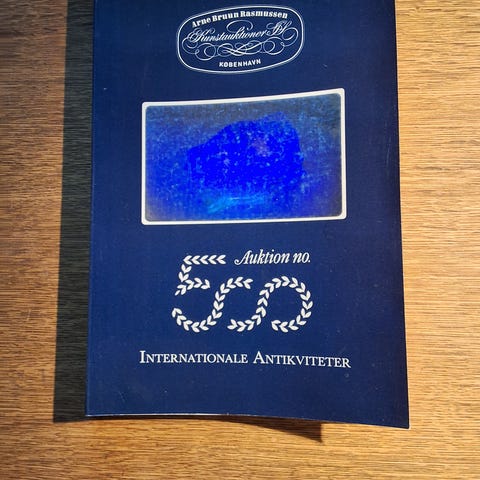 Arne Bruun Rasmussen
Kunstauktioner A/S
KØBENHAVN
Auktion no.
500
INTERNATIONALE ANTIKVITETER